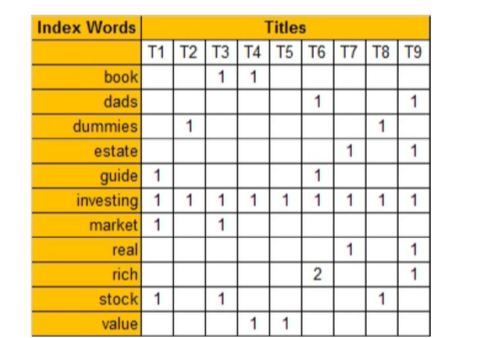 Index Words Titles
T1 T2 T3 T4 T5 T6 T7 T8 T9
book 1 1
dads 1 1
dummies 1 1
estate 1 1
guide 1 1
investing 1 1 1 1 1 1 1 1 1
market 1 1
real 1 1
rich 2 1
stock 1 1 1
value 1 1